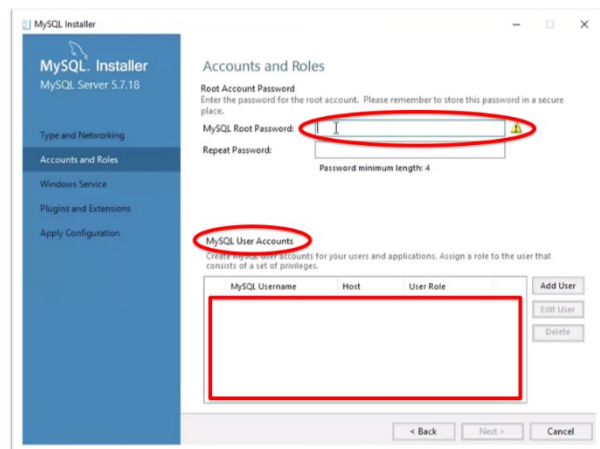 MySQL Installer
MySQL. Installer
MySQL Server 5.7.18
Type and Networking
Accounts and Roles
Windows Service
Plugins and Extensions
Apply Configuration
Accounts and Roles
Root Account Password
Enter the password for the root account. Please remember to store this password in a secure
place.
MySQL Root Password:
Repeat Password:
Password minimum length: 4
MySQL User Accounts
Create MySQL user accounts for your users and applications. Assign a role to the user that
consists of a set of privileges.
MySQL Username Host User Role
Add User
Edit User
Delete
< Back Next > Cancel